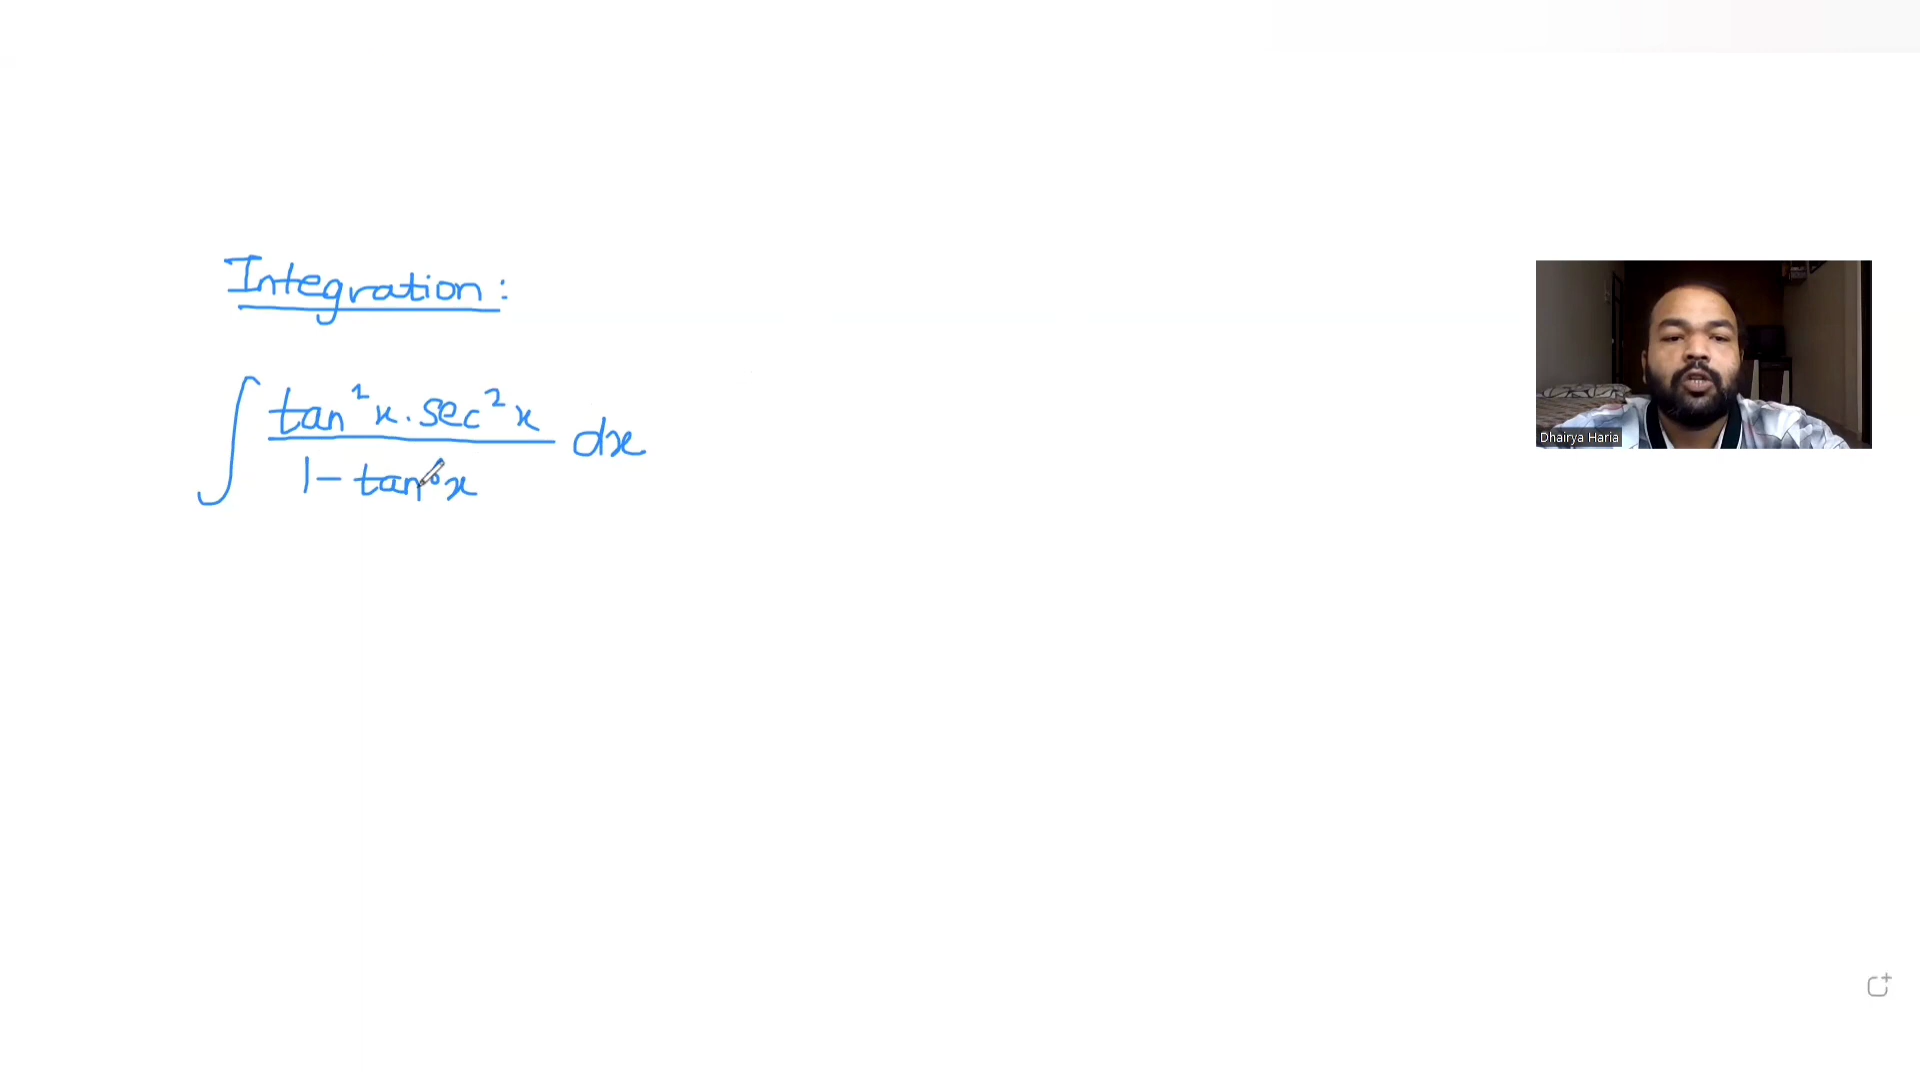 Integration:
∫ tan²x.sec²x / 1 - tan⁶x dx
Dhairya Haria